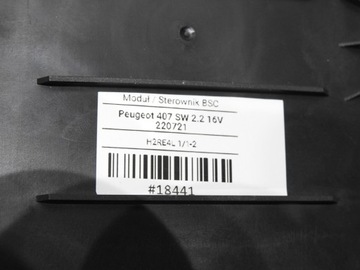 Moduł / Sterownik BSC
Peugeot 407 SW 2.2 16V
220721
H2RE4L 1/1-2
#18441